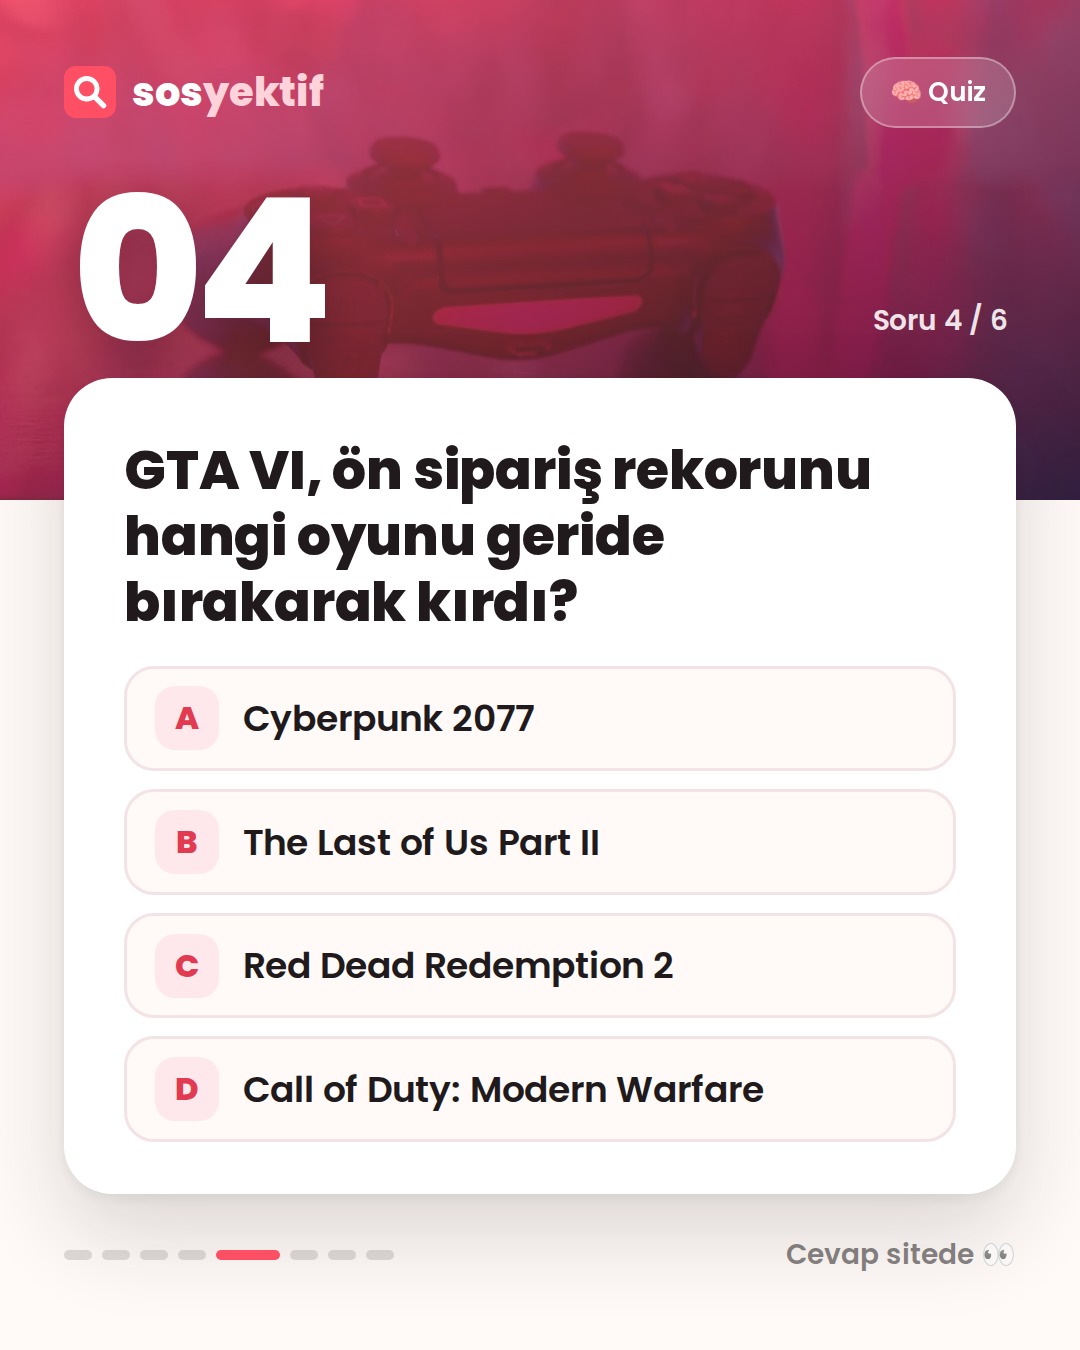 sosyektif
🧠 Quiz
04
Soru 4 / 6
GTA VI, ön sipariş rekorunu
hangi oyunu geride
bırakarak kırdı?
A Cyberpunk 2077
B The Last of Us Part II
C Red Dead Redemption 2
D Call of Duty: Modern Warfare
Cevap sitede 👀